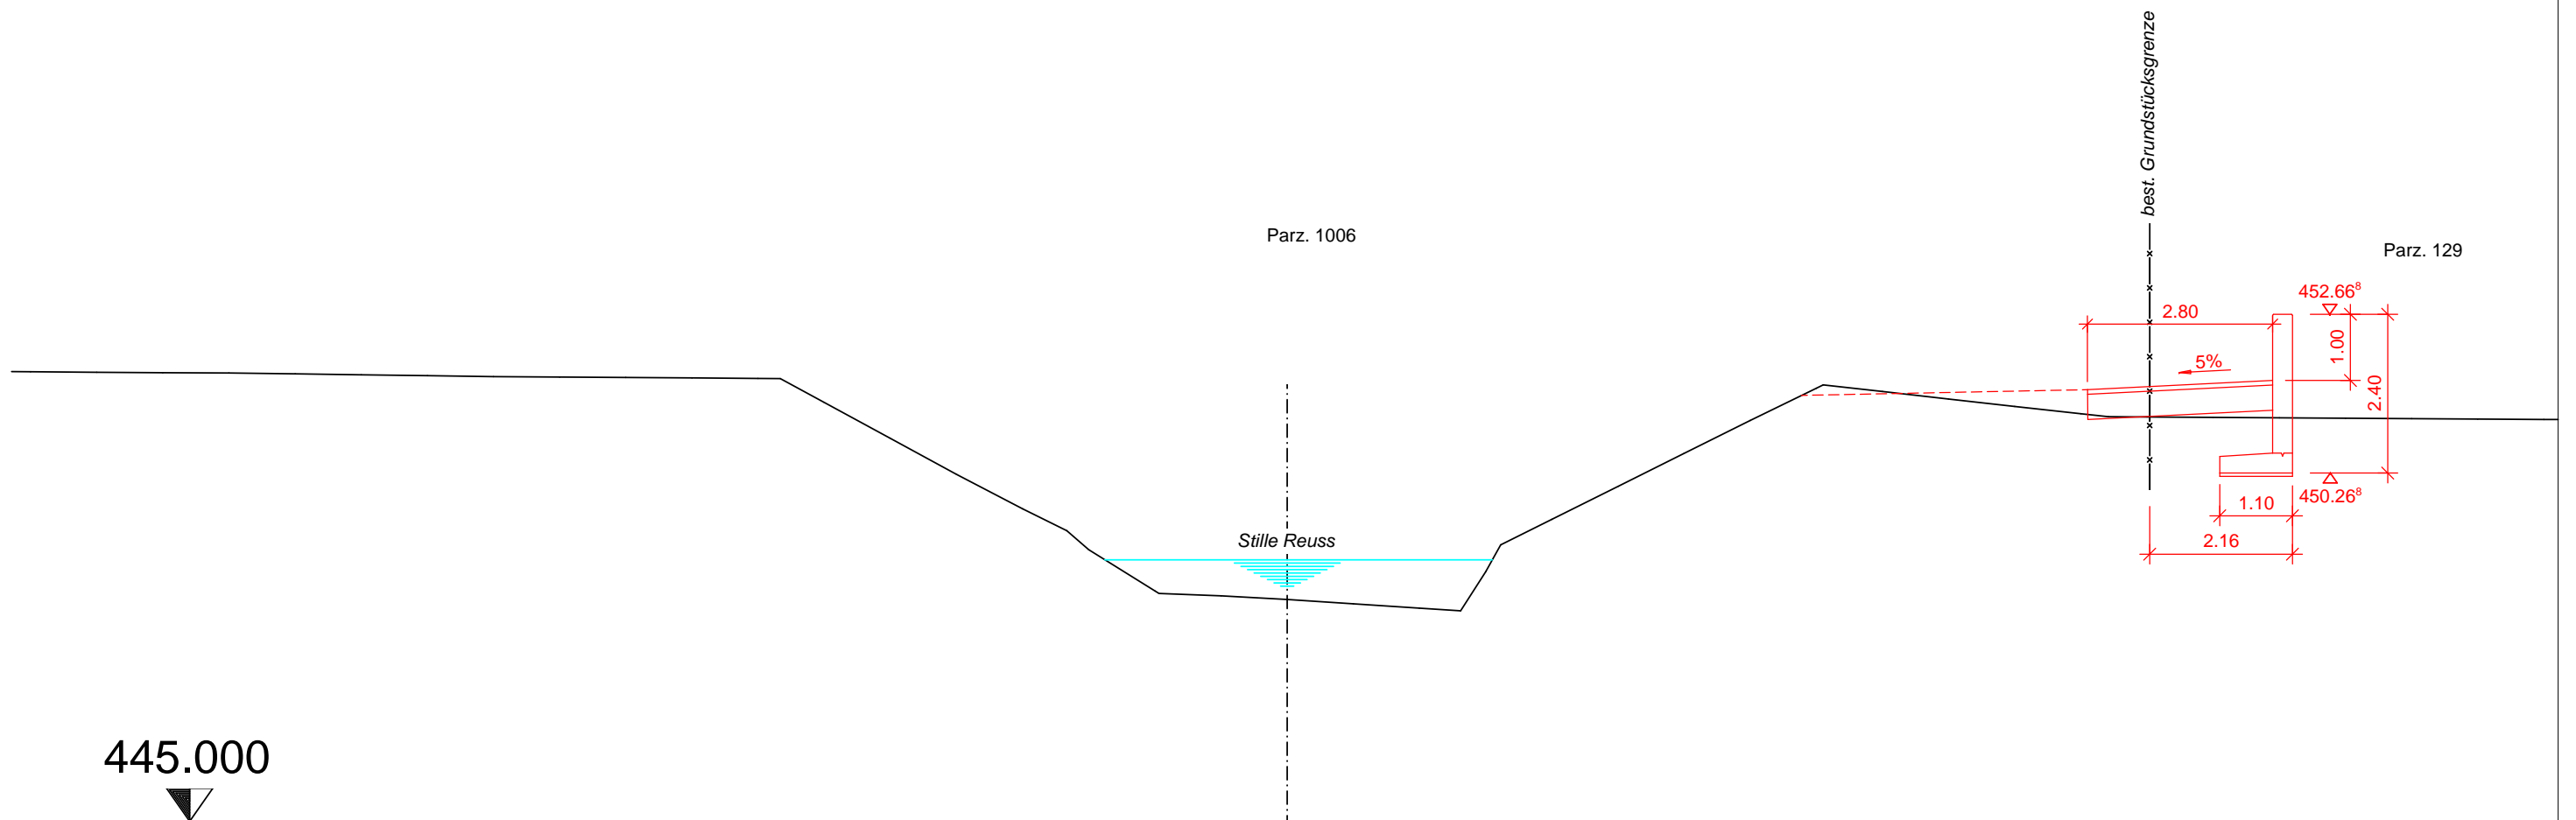 best. Grundstücksgrenze
Parz. 1006
Parz. 129
452.66⁸
2.80
1.00
5%
2.40
450.26⁸
1.10
Stille Reuss
2.16
445.000